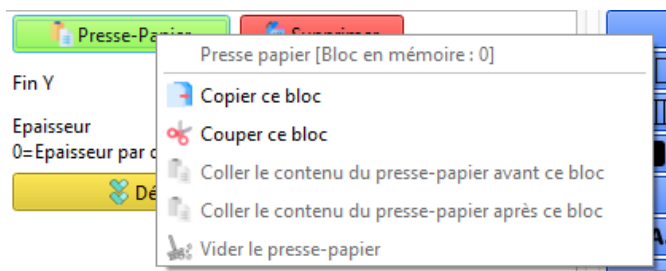 Presse-Papier
Supprimer
Presse papier [Bloc en mémoire : 0]
Fin Y
Copier ce bloc
Epaisseur
Couper ce bloc
0=Epaisseur par
Coller le contenu du presse-papier avant ce bloc
Dé
Coller le contenu du presse-papier après ce bloc
Vider le presse-papier